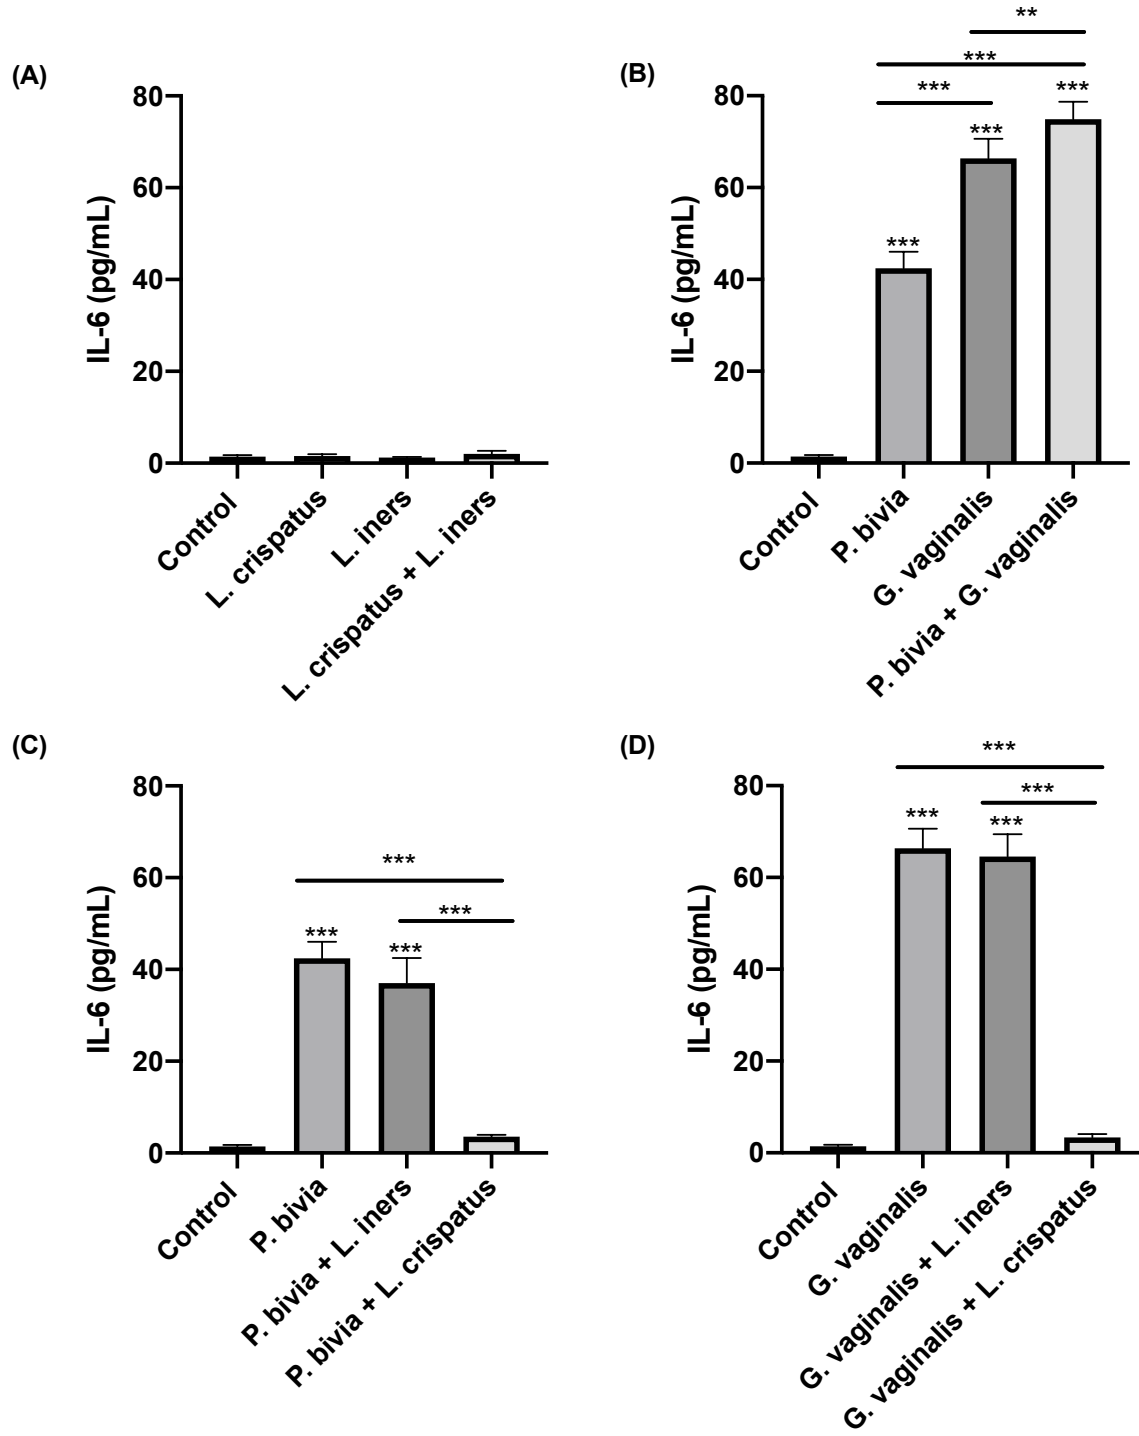 (A)
80
60
40
20
0
IL-6 (pg/mL)
Control
L. crispatus
L. iners
L. crispatus + L. iners
(B)
**
***
***
***
***
***
80
60
40
20
0
IL-6 (pg/mL)
Control
P. bivia
G. vaginalis
P. bivia + G. vaginalis
(C)
***
***
***
***
80
60
40
20
0
IL-6 (pg/mL)
Control
P. bivia
P. bivia + L. iners
P. bivia + L. crispatus
(D)
***
***
***
***
80
60
40
20
0
IL-6 (pg/mL)
Control
G. vaginalis
G. vaginalis + L. iners
G. vaginalis + L. crispatus